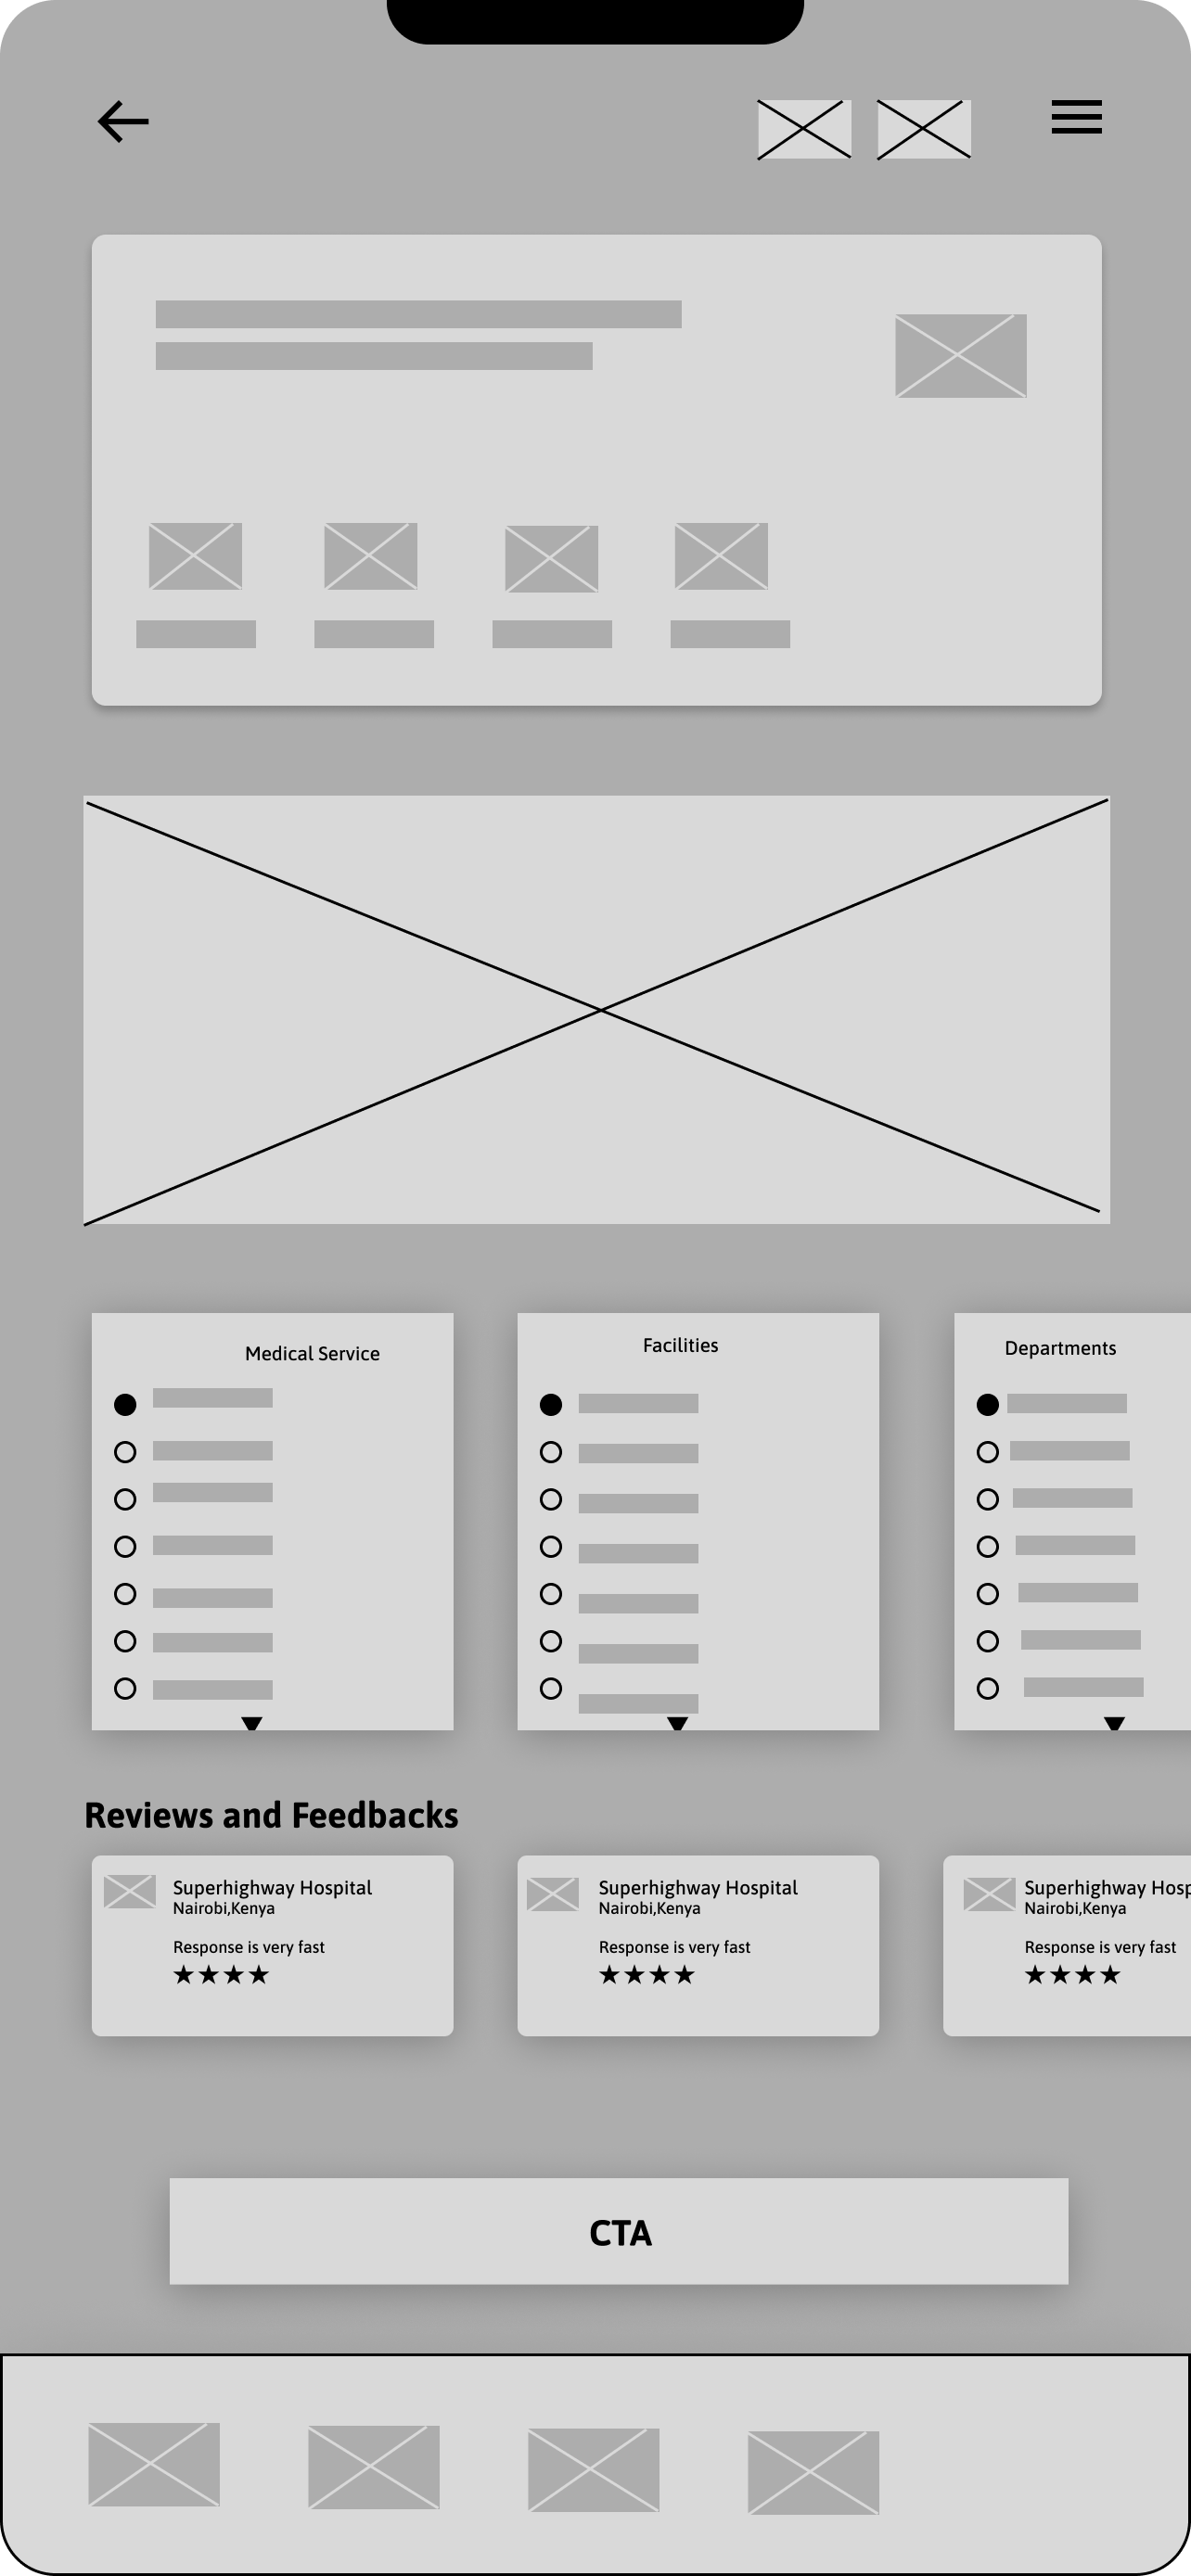 Medical Service
Facilities
Departments
Reviews and Feedbacks
Superhighway Hospital
Nairobi,Kenya
Response is very fast
★★★★
Superhighway Hospital
Nairobi,Kenya
Response is very fast
★★★★
Superhighway Hosp
Nairobi,Kenya
Response is very fast
★★★★
CTA